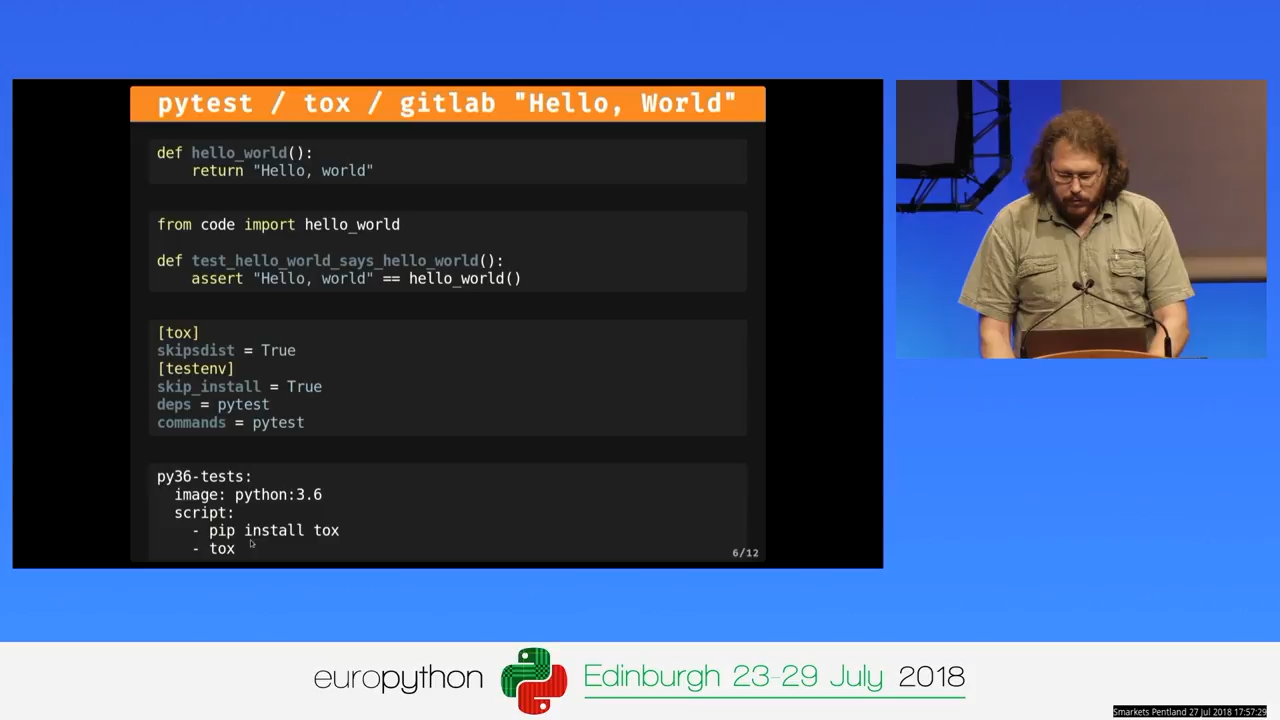 pytest / tox / gitlab "Hello, World"
def hello_world():
    return "Hello, world"
from code import hello_world
def test_hello_world_says_hello_world():
    assert "Hello, world" == hello_world()
[tox]
skipsdist = True
[testenv]
skip_install = True
deps = pytest
commands = pytest
py36-tests:
  image: python:3.6
  script:
    - pip install tox
    - tox
6/12
europython
Edinburgh 23-29 July 2018
Smarkets Pentland 27 Jul 2018 17:57:29